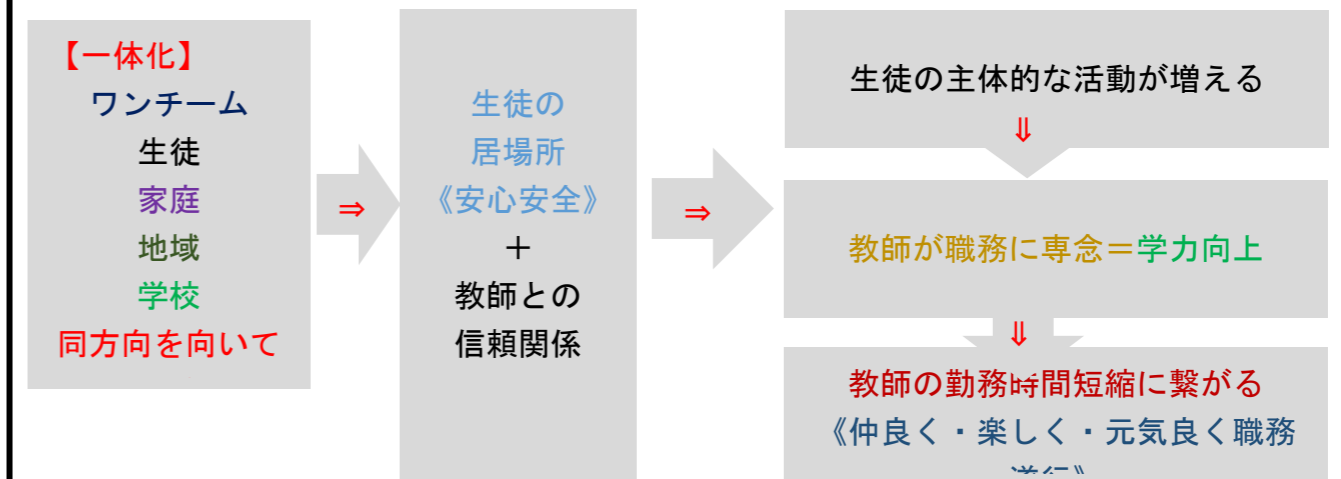 【一体化】
ワンチーム
生徒
家庭
地域
学校
同方向を向いて
⇒
生徒の
居場所
《安心安全》
＋
教師との
信頼関係
⇒
生徒の主体的な活動が増える
⇓
教師が職務に専念＝学力向上
⇓
教師の勤務時間短縮に繋がる
《仲良く・楽しく・元気良く職務